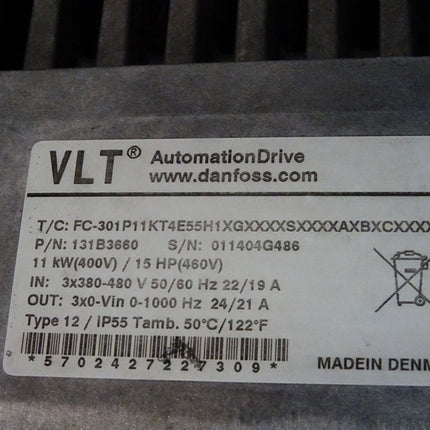 VLT® AutomationDrive
www.danfoss.com
T/C: FC-301P11KT4E55H1XGXXXXSXXXXAXBXCXXXX
P/N: 131B3660 S/N: 011404G486
11 kW(400V) / 15 HP(460V)
IN: 3x380-480 V 50/60 Hz 22/19 A
OUT: 3x0-Vin 0-1000 Hz 24/21 A
Type 12 / IP55 Tamb. 50°C/122°F
*5702427227309*
MADEIN DENM